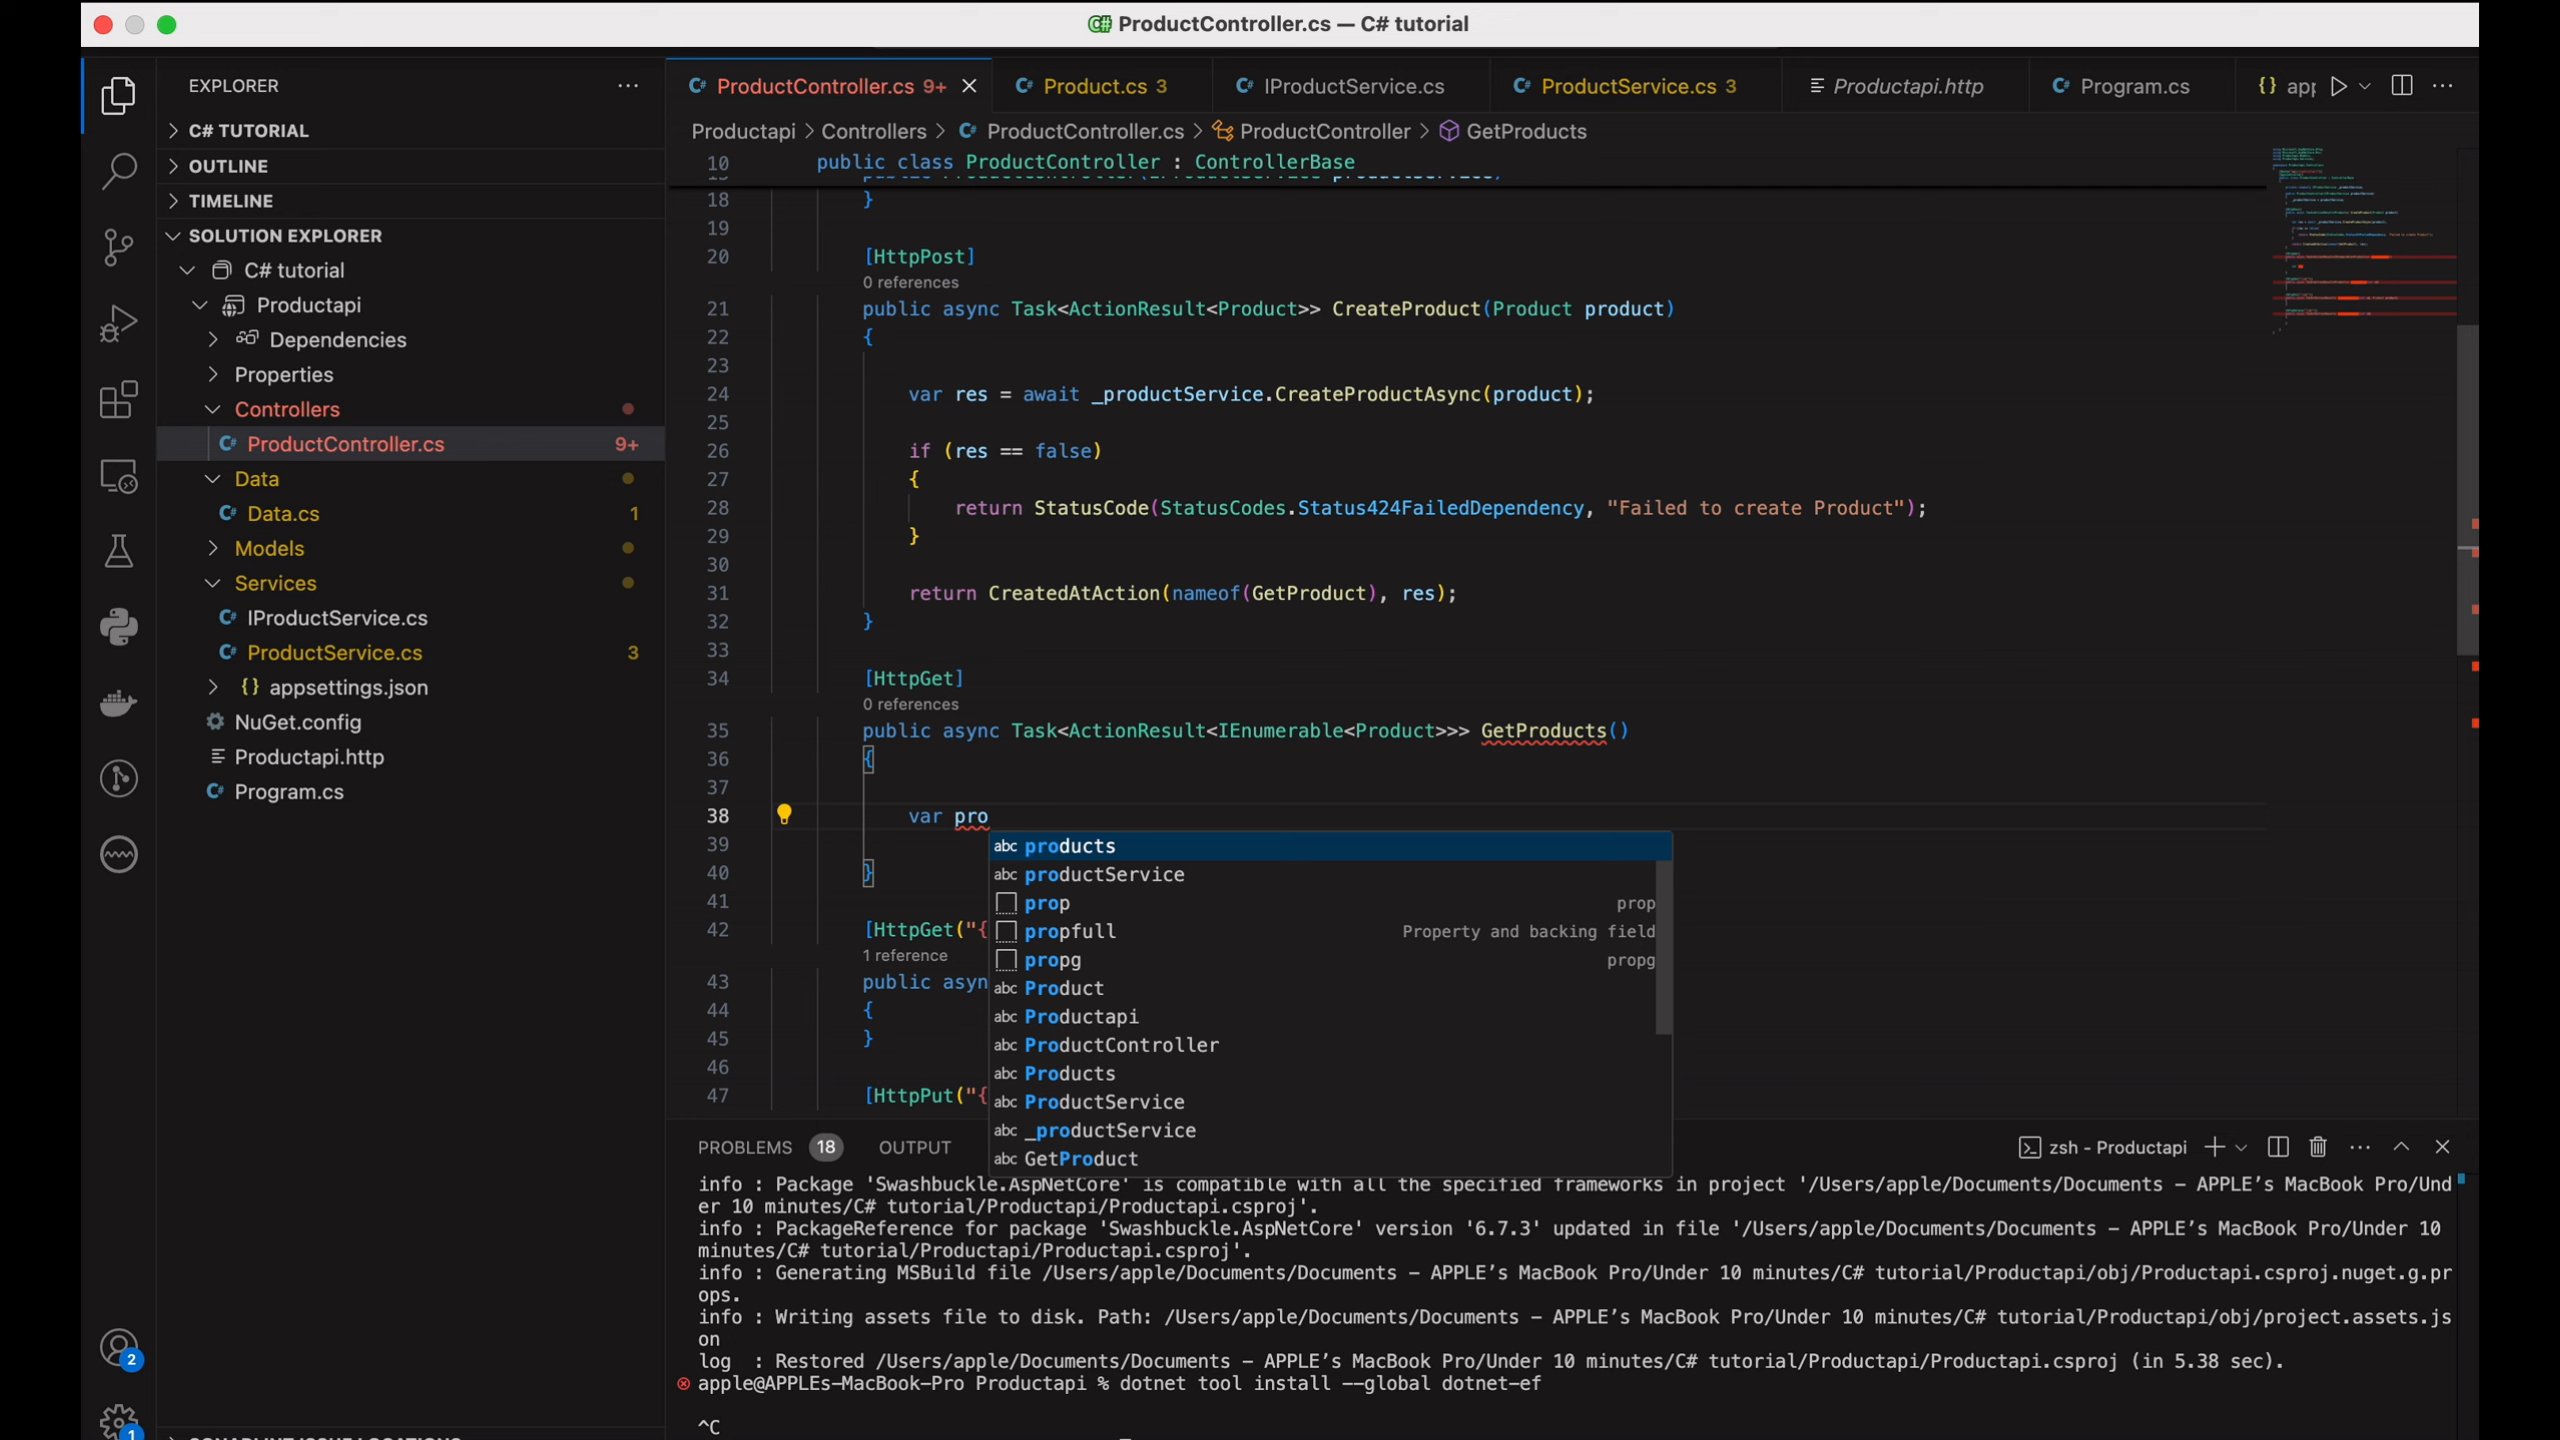 ProductController.cs — C# tutorial
EXPLORER
C# TUTORIAL
OUTLINE
TIMELINE
SOLUTION EXPLORER
C# tutorial
Productapi
Dependencies
Properties
Controllers
ProductController.cs 9+
Data
Data.cs 1
Models
Services
IProductService.cs
ProductService.cs 3
{} appsettings.json
NuGet.config
Productapi.http
Program.cs
2
1
ProductController.cs 9+ Product.cs 3 IProductService.cs ProductService.cs 3 Productapi.http Program.cs {} app
Productapi > Controllers > ProductController.cs > ProductController > GetProducts
10 public class ProductController : ControllerBase
18 }
19
20 [HttpPost]
0 references
21 public async Task<ActionResult<Product>> CreateProduct(Product product)
22 {
23
24 var res = await _productService.CreateProductAsync(product);
25
26 if (res == false)
27 {
28 return StatusCode(StatusCodes.Status424FailedDependency, "Failed to create Product");
29 }
30
31 return CreatedAtAction(nameof(GetProduct), res);
32 }
33
34 [HttpGet]
0 references
35 public async Task<ActionResult<IEnumerable<Product>>> GetProducts()
36 {
37
38 var pro
39
40 }
41
42 [HttpGet("{
1 reference
43 public asyn
44 {
45 }
46
47 [HttpPut("{
abc products
abc productService
prop prop
propfull Property and backing field
propg propg
abc Product
abc Productapi
abc ProductController
abc Products
abc ProductService
abc _productService
abc GetProduct
PROBLEMS 18 OUTPUT zsh - Productapi
info : Package 'Swashbuckle.AspNetCore' is compatible with all the specified frameworks in project '/Users/apple/Documents/Documents – APPLE’s MacBook Pro/Und
er 10 minutes/C# tutorial/Productapi/Productapi.csproj'.
info : PackageReference for package 'Swashbuckle.AspNetCore' version '6.7.3' updated in file '/Users/apple/Documents/Documents – APPLE’s MacBook Pro/Under 10
minutes/C# tutorial/Productapi/Productapi.csproj'.
info : Generating MSBuild file /Users/apple/Documents/Documents – APPLE’s MacBook Pro/Under 10 minutes/C# tutorial/Productapi/obj/Productapi.csproj.nuget.g.pr
ops.
info : Writing assets file to disk. Path: /Users/apple/Documents/Documents – APPLE’s MacBook Pro/Under 10 minutes/C# tutorial/Productapi/obj/project.assets.js
on
log : Restored /Users/apple/Documents/Documents – APPLE’s MacBook Pro/Under 10 minutes/C# tutorial/Productapi/Productapi.csproj (in 5.38 sec).
apple@APPLEs-MacBook-Pro Productapi % dotnet tool install --global dotnet-ef
^C